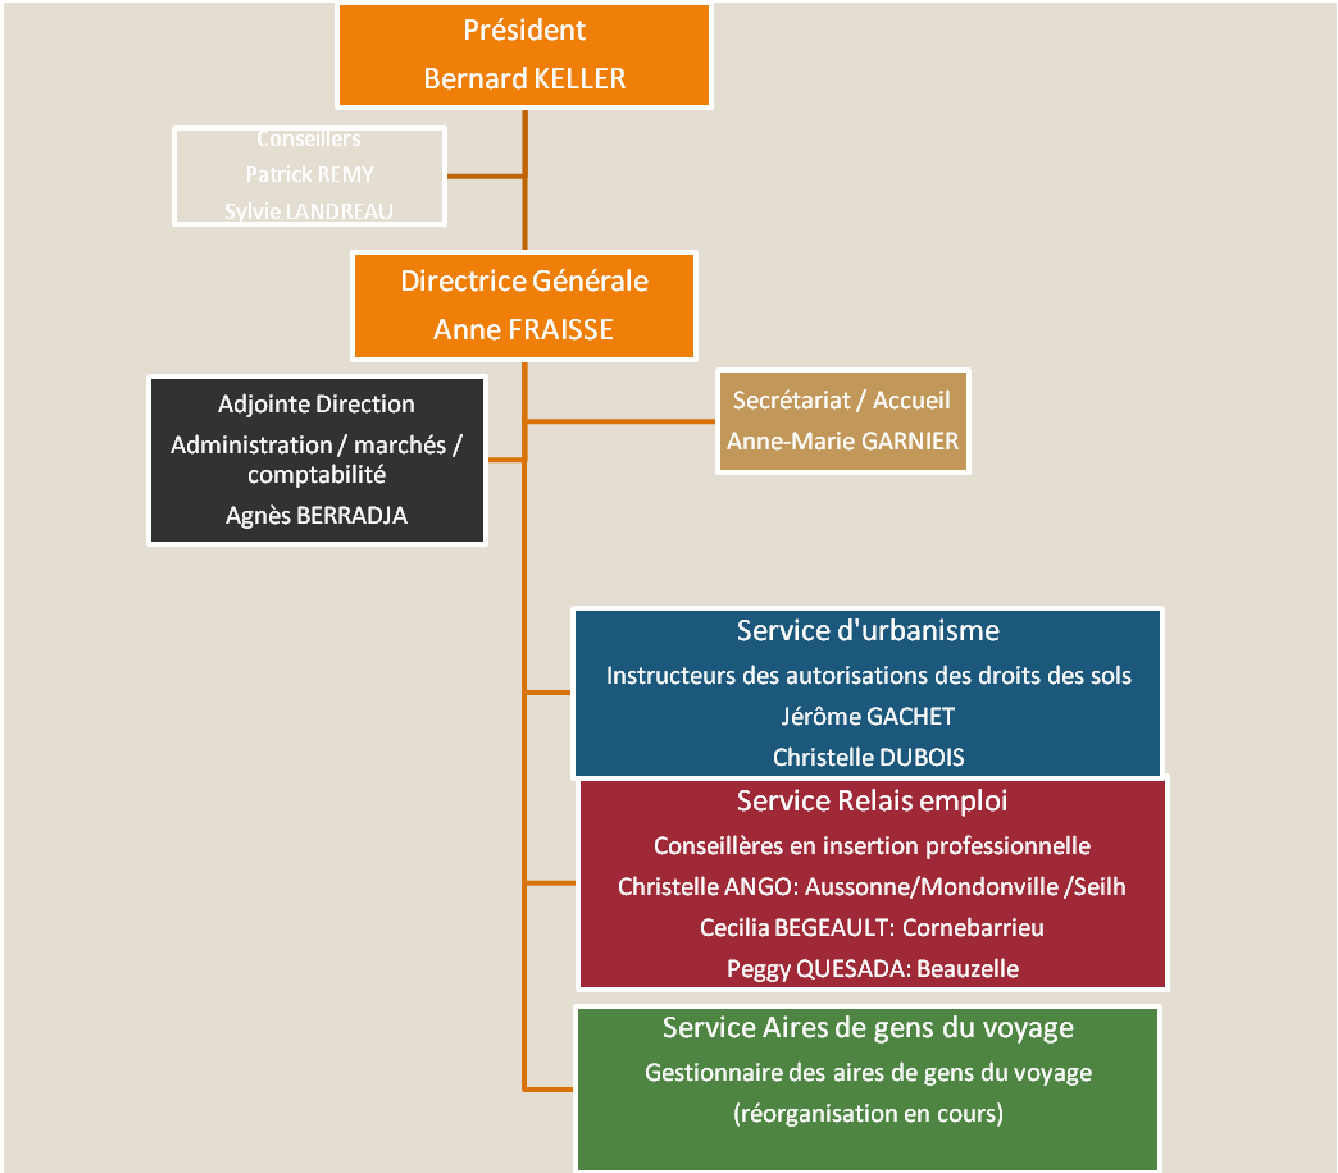 Président
Bernard KELLER
Conseillers
Patrick REMY
Sylvie LANDREAU
Directrice Générale
Anne FRAISSE
Adjointe Direction
Administration / marchés /
comptabilité
Agnès BERRADJA
Secrétariat / Accueil
Anne-Marie GARNIER
Service d'urbanisme
Instructeurs des autorisations des droits des sols
Jérôme GACHET
Christelle DUBOIS
Service Relais emploi
Conseillères en insertion professionnelle
Christelle ANGO: Aussonne/Mondonville /Seilh
Cecilia BEGEAULT: Cornebarrieu
Peggy QUESADA: Beauzelle
Service Aires de gens du voyage
Gestionnaire des aires de gens du voyage
(réorganisation en cours)